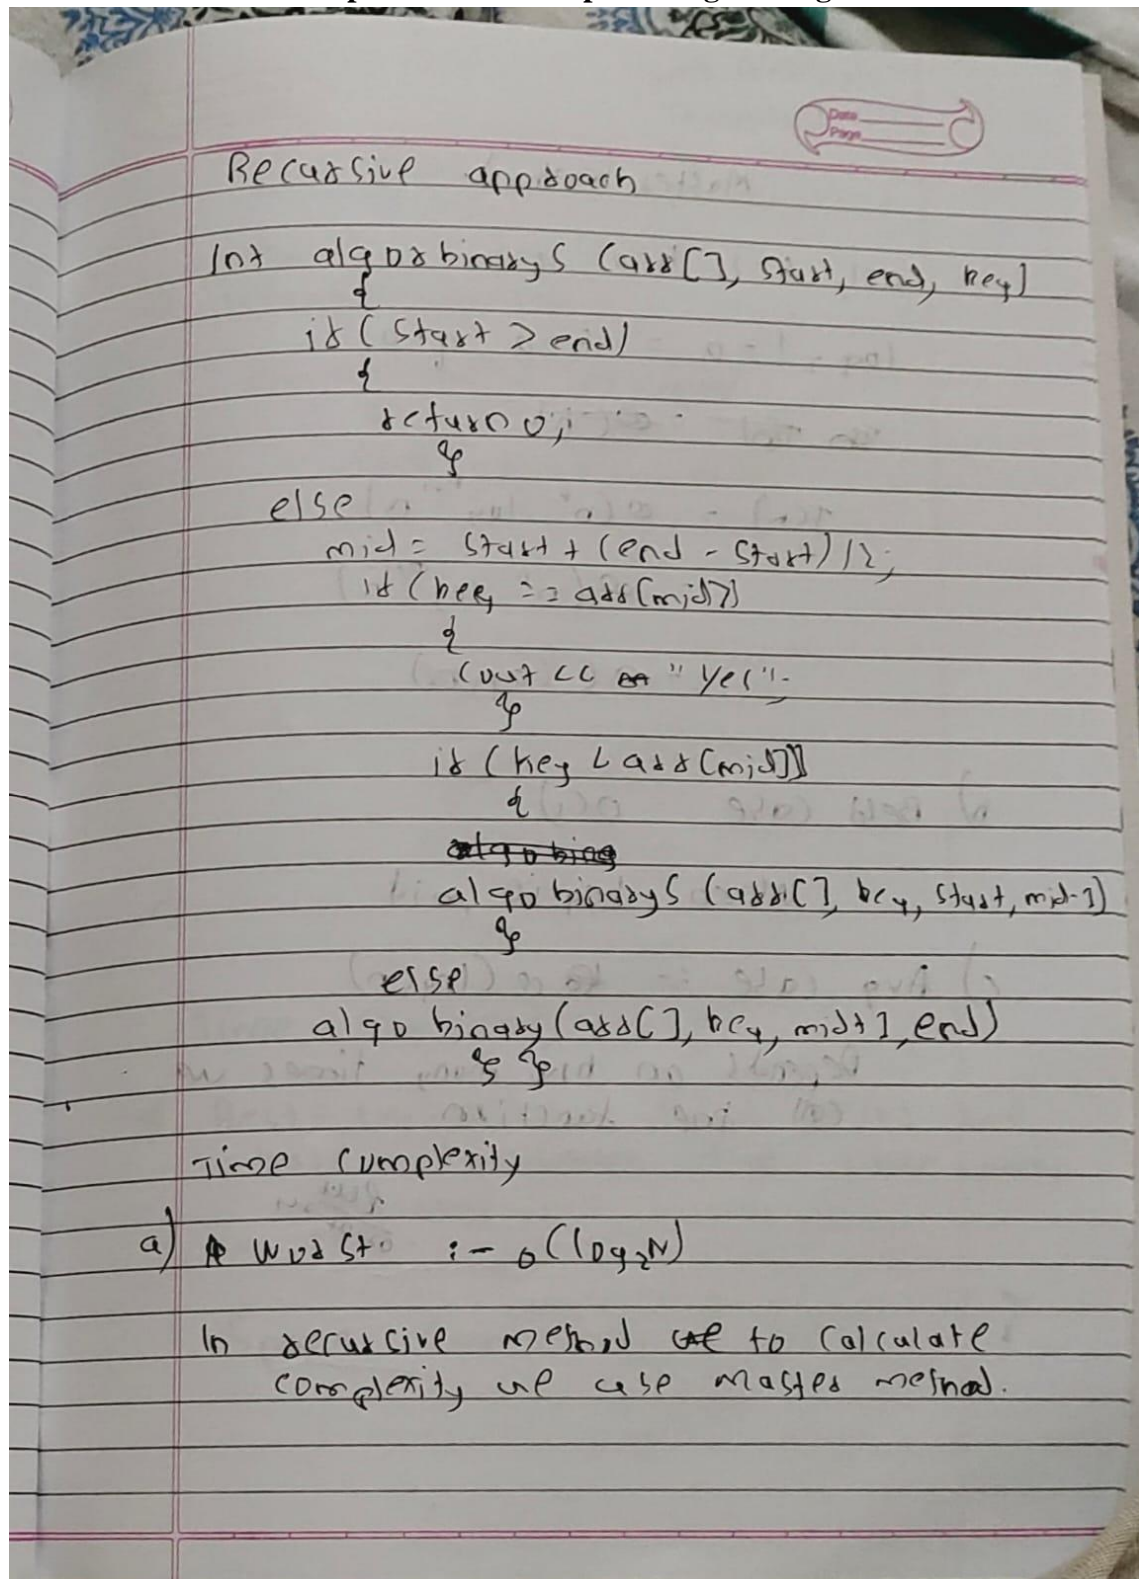 Date
Page
Recursive approach
Int algorbinaryS (arr[], start, end, key)
{
if (start > end)
{
return 0;
}
else
mid = start + (end - start) / 2;
if (key == arr[mid])
{
cout << "Yes";
}
if (key < arr[mid])
{
algobinaryS (arr[], key, start, mid-1)
}
else
algo binary (arr[], key, mid+1, end)
} }
Time complexity
a) worst :- O(log₂N)
In recursive method to calculate
complexity we use master method.